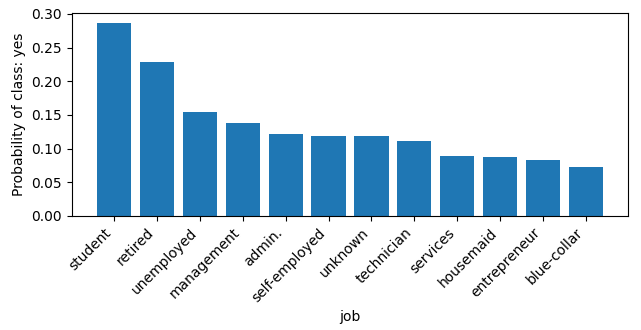 0.30
0.25
0.20
0.15
0.10
0.05
0.00
Probability of class: yes
student
retired
unemployed
management
admin.
self-employed
unknown
technician
services
housemaid
entrepreneur
blue-collar
job